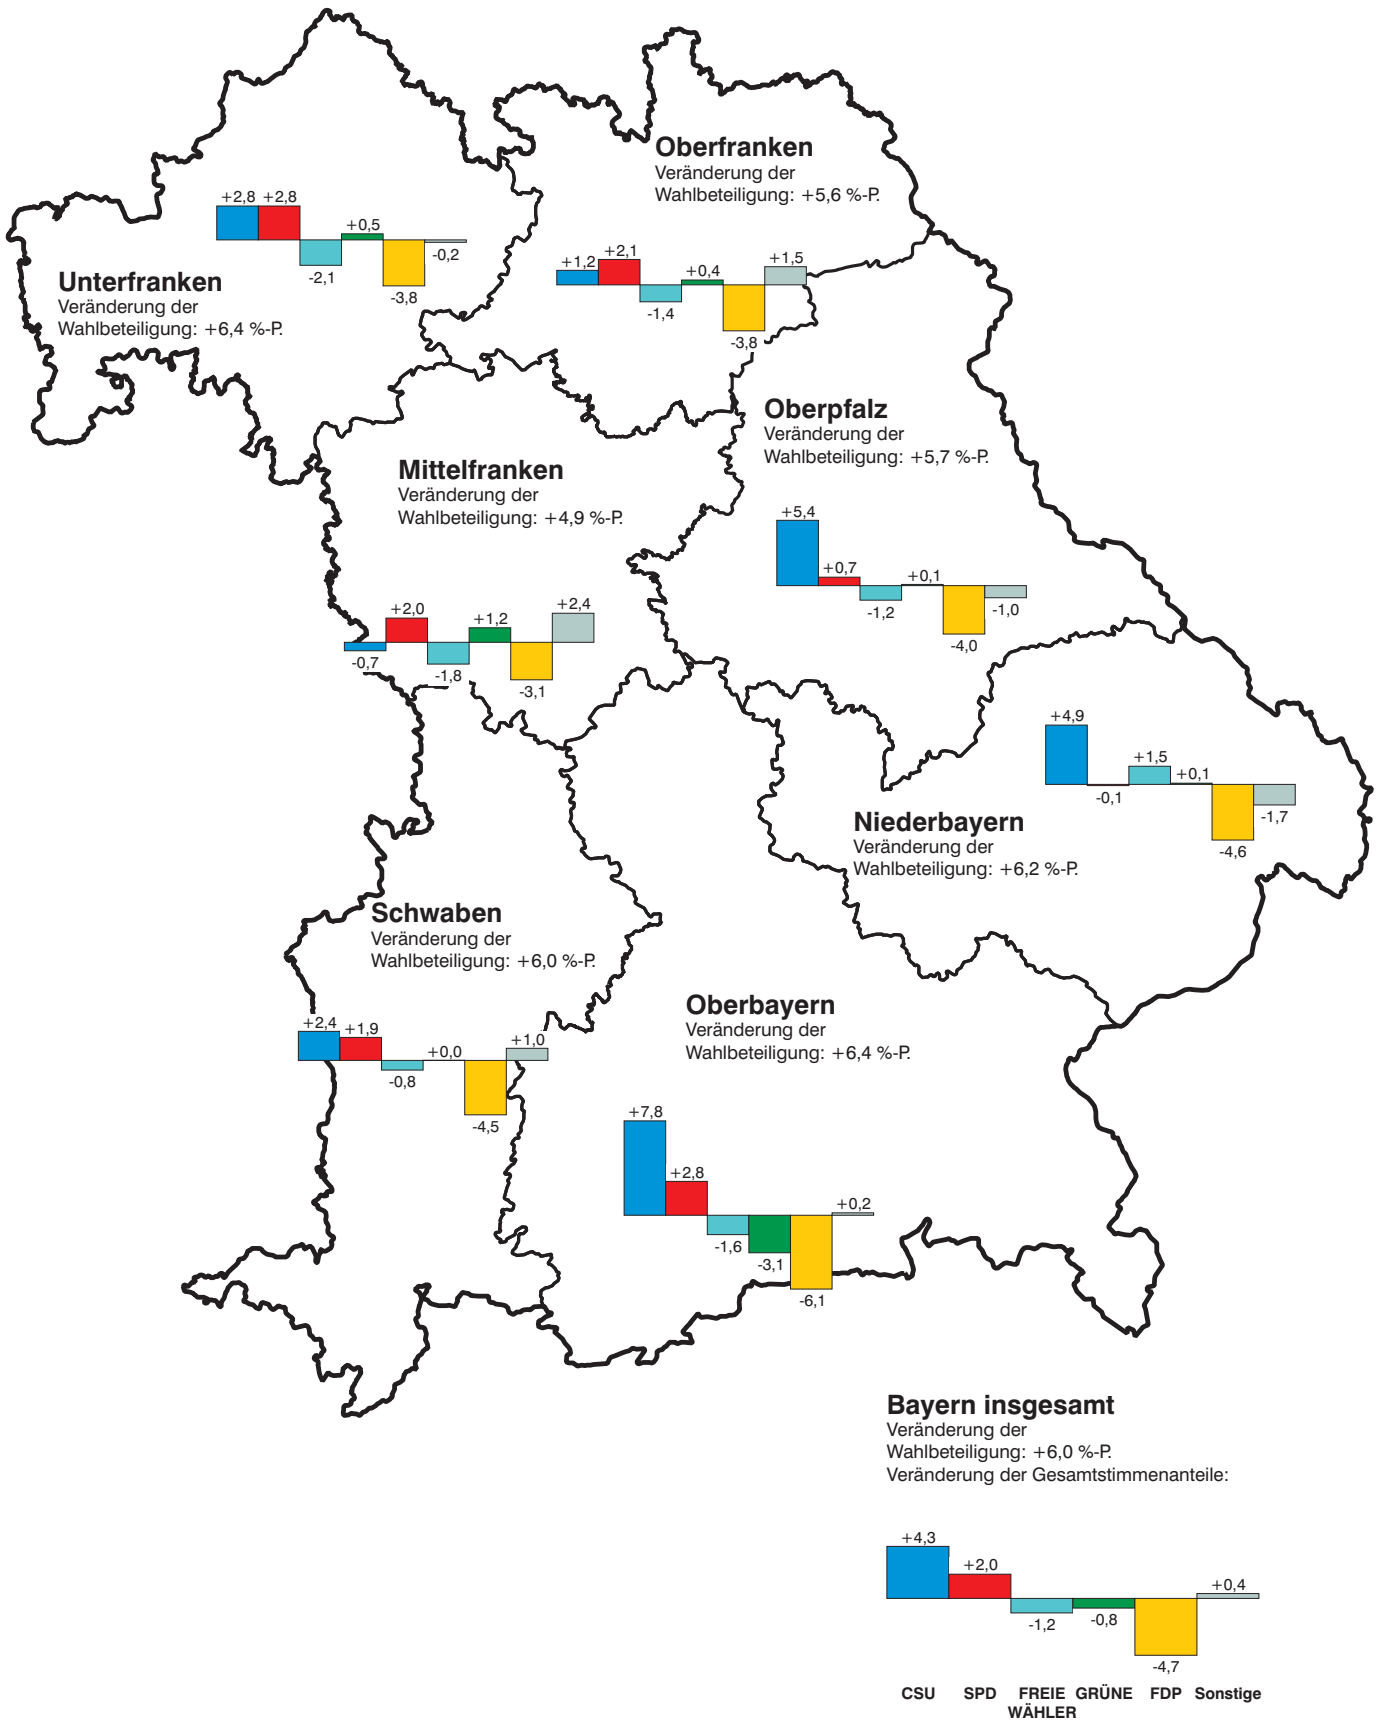 Oberfranken
Veränderung der
Wahlbeteiligung: +5,6 %-P.
+1,2
+2,1
-1,4
+0,4
-3,8
+1,5
Unterfranken
Veränderung der
Wahlbeteiligung: +6,4 %-P.
+2,8
+2,8
-2,1
+0,5
-3,8
-0,2
Oberpfalz
Veränderung der
Wahlbeteiligung: +5,7 %-P.
+5,4
+0,7
-1,2
+0,1
-4,0
-1,0
Mittelfranken
Veränderung der
Wahlbeteiligung: +4,9 %-P.
-0,7
+2,0
-1,8
+1,2
-3,1
+2,4
Niederbayern
Veränderung der
Wahlbeteiligung: +6,2 %-P.
+4,9
-0,1
+1,5
+0,1
-4,6
-1,7
Schwaben
Veränderung der
Wahlbeteiligung: +6,0 %-P.
+2,4
+1,9
-0,8
+0,0
-4,5
+1,0
Oberbayern
Veränderung der
Wahlbeteiligung: +6,4 %-P.
+7,8
+2,8
-1,6
-3,1
-6,1
+0,2
Bayern insgesamt
Veränderung der
Wahlbeteiligung: +6,0 %-P.
Veränderung der Gesamtstimmenanteile:
+4,3
+2,0
-1,2
-0,8
-4,7
+0,4
CSU SPD FREIE GRÜNE FDP Sonstige
WÄHLER